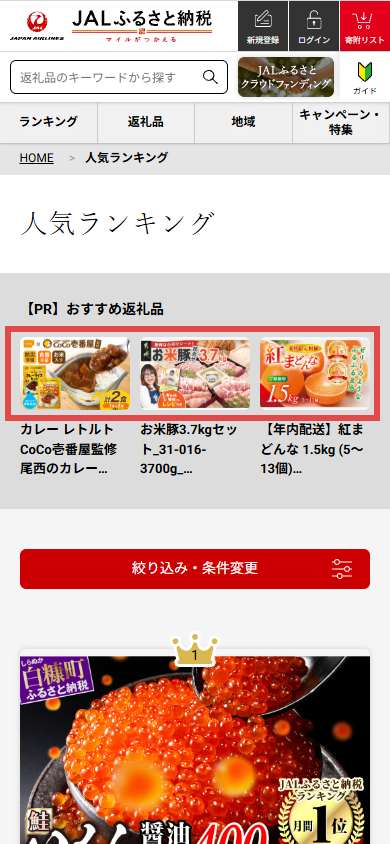 JAPAN AIRLINES
JALふるさと納税
マイルがつかえる
新規登録
ログイン
寄附リスト
返礼品のキーワードから探す
JALふるさと
クラウドファンディング
ガイド
ランキング
返礼品
地域
キャンペーン・
特集
HOME > 人気ランキング
人気ランキング
【PR】おすすめ返礼品
CoCo壱番屋
計2食
お米豚
3.7
紅まどんな
1.5kg
カレー レトルト
CoCo壱番屋監修
尾西のカレー...
お米豚3.7kgセッ
ト_31-016-
3700g_...
【年内配送】紅ま
どんな 1.5kg (5〜
13個)...
絞り込み・条件変更
1
しらぬか
白糠町
ふるさと納税
JALふるさと納税
ランキング
月間1位
鮭
醤油
400